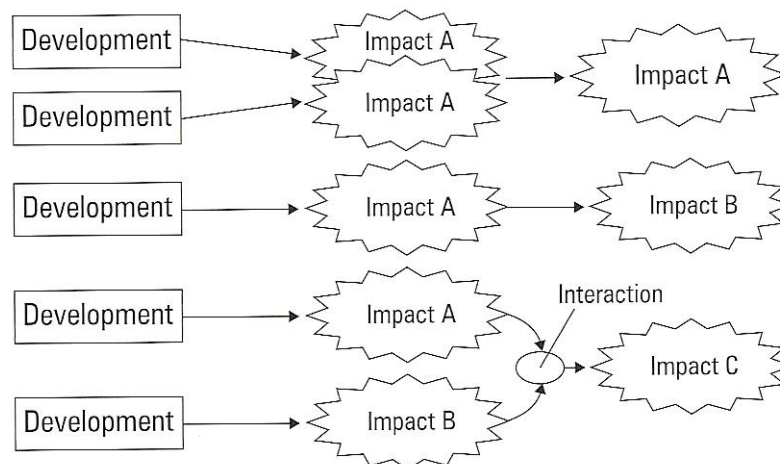 Development
Impact A
Impact A
Development
Impact A
Development
Impact A
Impact B
Development
Impact A
Interaction
Impact C
Development
Impact B